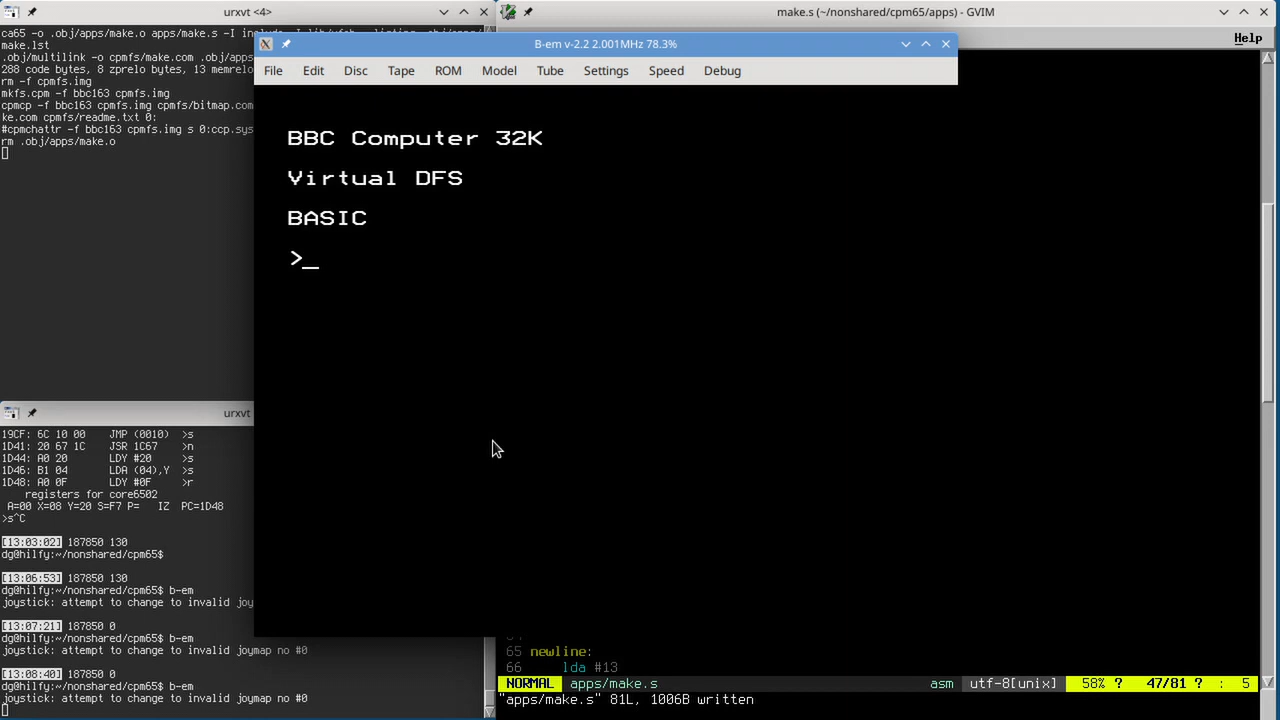 urxvt <4>
make.s (~/nonshared/cpm65/apps) - GVIM
Help
ca65 -o .obj/apps/make.o apps/make.s -I
make.lst
.obj/multilink -o cpmfs/make.com .obj/apps
288 code bytes, 8 zprelo bytes, 13 memrelo
rm -f cpmfs.img
mkfs.cpm -f bbc163 cpmfs.img
cpmcp -f bbc163 cpmfs.img cpmfs/bitmap.com
ke.com cpmfs/readme.txt 0:
#cpmchattr -f bbc163 cpmfs.img s 0:ccp.sys
rm .obj/apps/make.o
B-em v-2.2 2.001MHz 78.3%
File Edit Disc Tape ROM Model Tube Settings Speed Debug
BBC Computer 32K
Virtual DFS
BASIC
>_
urxvt
19CF: 6C 10 00 JMP (0010) >s
1D41: 20 67 1C JSR 1C67 >n
1D44: A0 20 LDY #20 >s
1D46: B1 04 LDA (04),Y >s
1D48: A0 0F LDY #0F >r
registers for core6502
A=00 X=08 Y=20 S=F7 P= IZ PC=1D48
>s^C
[13:03:02] 187850 130
dg@hilfy:~/nonshared/cpm65$
[13:06:53] 187850 130
dg@hilfy:~/nonshared/cpm65$ b-em
joystick: attempt to change to invalid joy
[13:07:21] 187850 0
dg@hilfy:~/nonshared/cpm65$ b-em
joystick: attempt to change to invalid joymap no #0
[13:08:40] 187850 0
dg@hilfy:~/nonshared/cpm65$ b-em
joystick: attempt to change to invalid joymap no #0
65 newline:
66 lda #13
NORMAL apps/make.s asm utf-8[unix] 58% ? 47/81 ? : 5
"apps/make.s" 81L, 1006B written